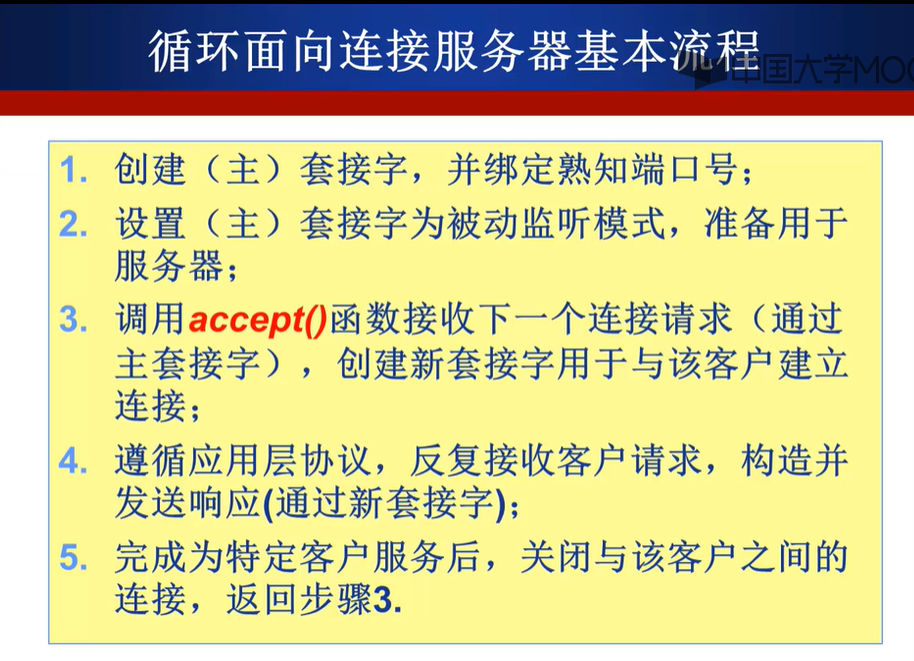 循环面向连接服务器基本流程
中国大学MOO
1. 创建（主）套接字，并绑定熟知端口号；
2. 设置（主）套接字为被动监听模式，准备用于
服务器；
3. 调用accept()函数接收下一个连接请求（通过
主套接字），创建新套接字用于与该客户建立
连接；
4. 遵循应用层协议，反复接收客户请求，构造并
发送响应(通过新套接字)；
5. 完成为特定客户服务后，关闭与该客户之间的
连接，返回步骤3.